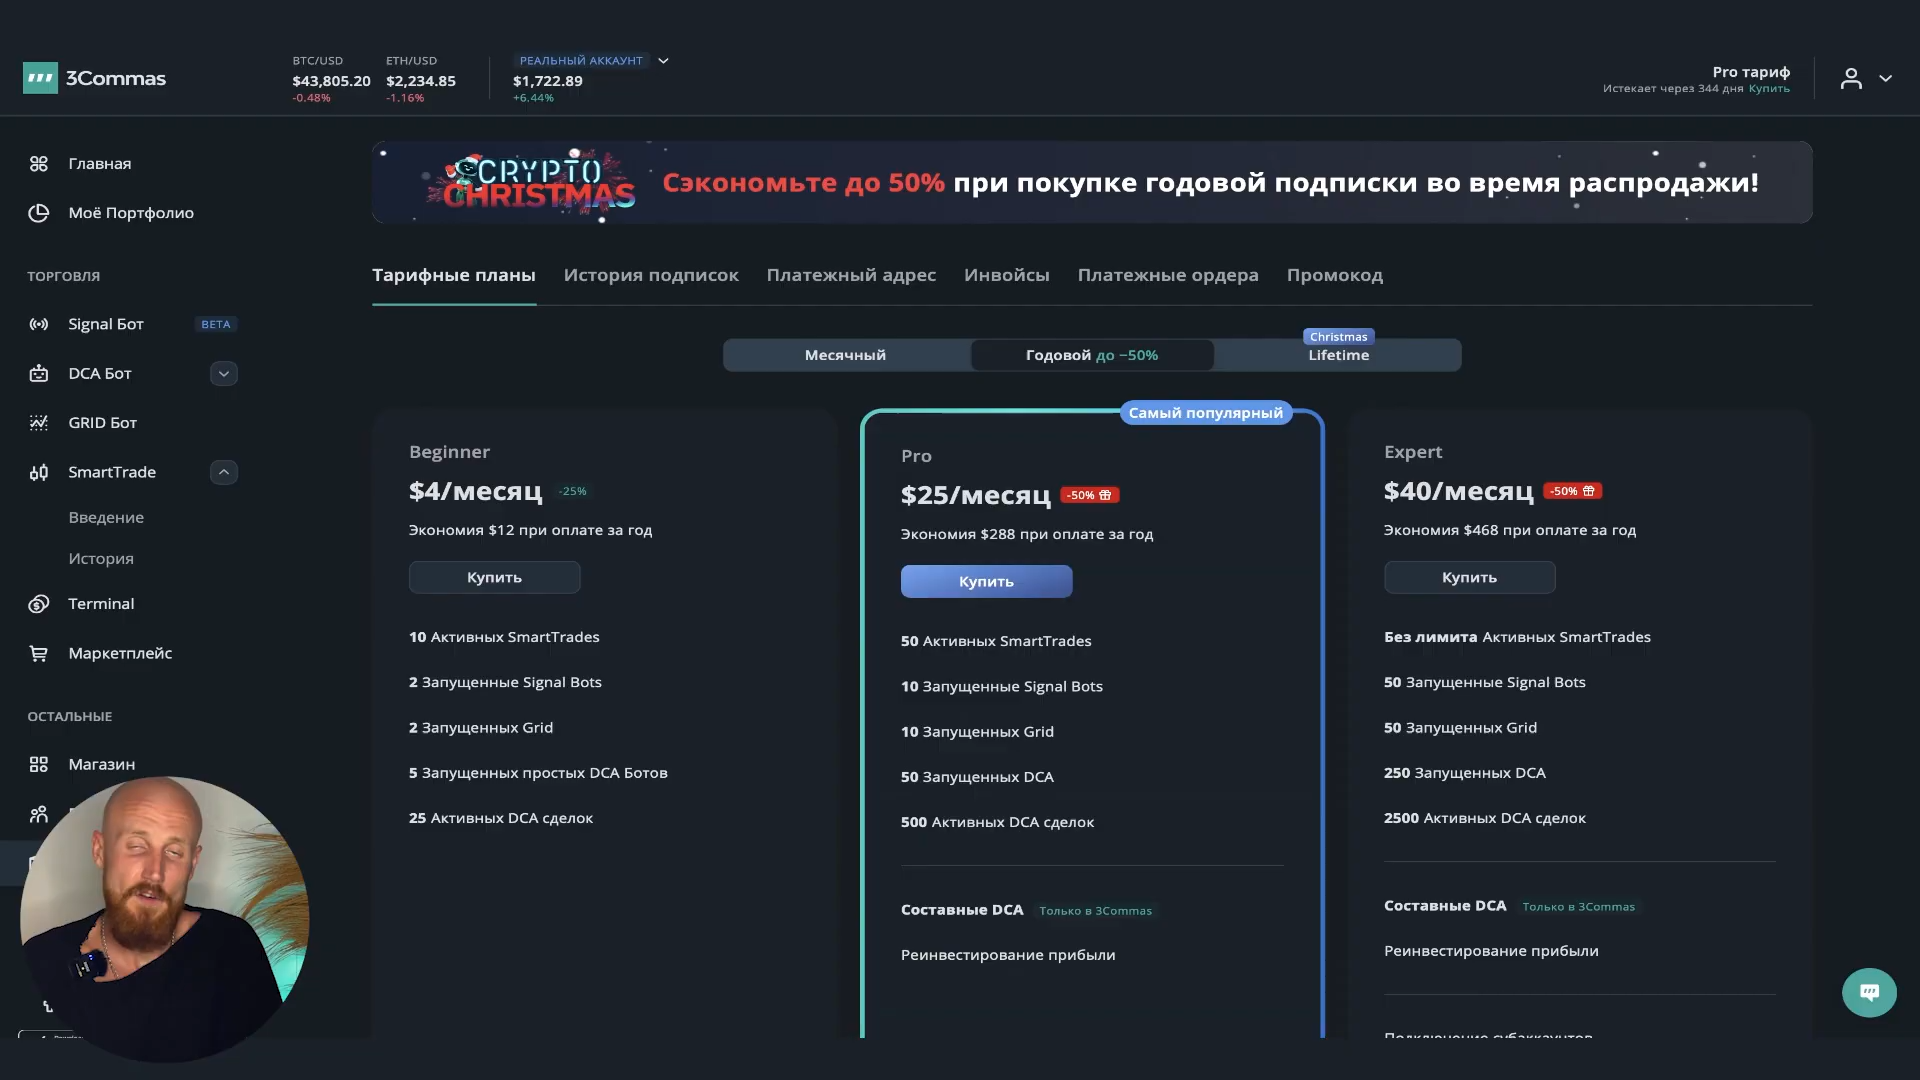 3Commas
BTC/USD
$43,805.20
-0.48%
ETH/USD
$2,234.85
-1.16%
РЕАЛЬНЫЙ АККАУНТ
$1,722.89
+6.44%
Pro тариф
Истекает через 344 дня Купить
Главная
Моё Портфолио
ТОРГОВЛЯ
Signal Бот
BETA
DCA Бот
GRID Бот
SmartTrade
Введение
История
Terminal
Маркетплейс
ОСТАЛЬНЫЕ
Магазин
CRYPTO
CHRISTMAS
Сэкономьте до 50% при покупке годовой подписки во время распродажи!
Тарифные планы
История подписок
Платежный адрес
Инвойсы
Платежные ордера
Промокод
Месячный
Годовой до −50%
Christmas
Lifetime
Beginner
$4/месяц -25%
Экономия $12 при оплате за год
Купить
10 Активных SmartTrades
2 Запущенные Signal Bots
2 Запущенных Grid
5 Запущенных простых DCA Ботов
25 Активных DCA сделок
Самый популярный
Pro
$25/месяц -50%
Экономия $288 при оплате за год
Купить
50 Активных SmartTrades
10 Запущенные Signal Bots
10 Запущенных Grid
50 Запущенных DCA
500 Активных DCA сделок
Составные DCA Только в 3Commas
Реинвестирование прибыли
Expert
$40/месяц -50%
Экономия $468 при оплате за год
Купить
Без лимита Активных SmartTrades
50 Запущенные Signal Bots
50 Запущенных Grid
250 Запущенных DCA
2500 Активных DCA сделок
Составные DCA Только в 3Commas
Реинвестирование прибыли
Подключение субаккаунтов